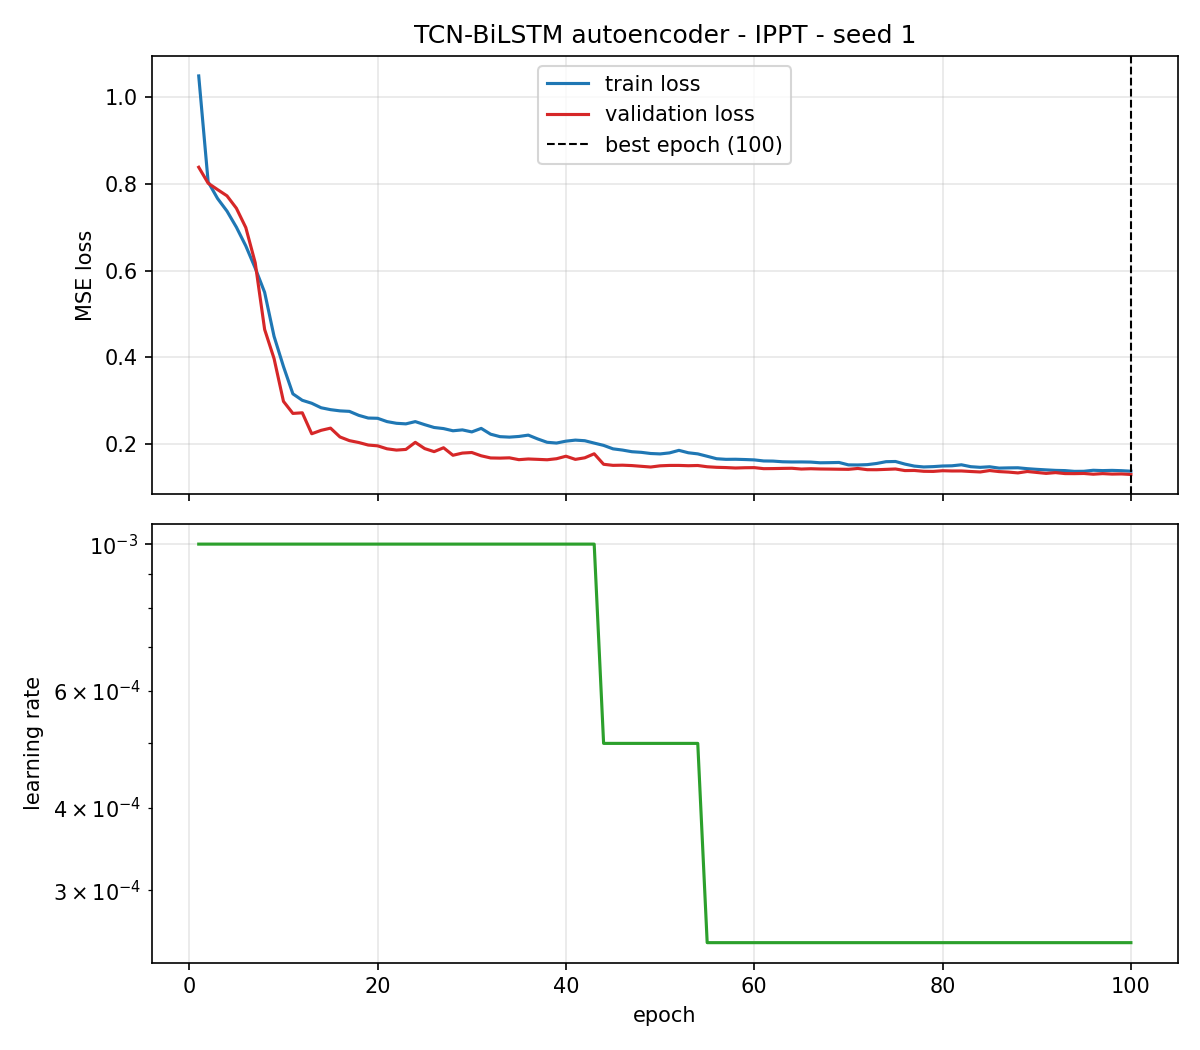 TCN-BiLSTM autoencoder - IPPT - seed 1
train loss
validation loss
best epoch (100)
MSE loss
1.0
0.8
0.6
0.4
0.2
learning rate
10⁻³
6 × 10⁻⁴
4 × 10⁻⁴
3 × 10⁻⁴
0 20 40 60 80 100
epoch